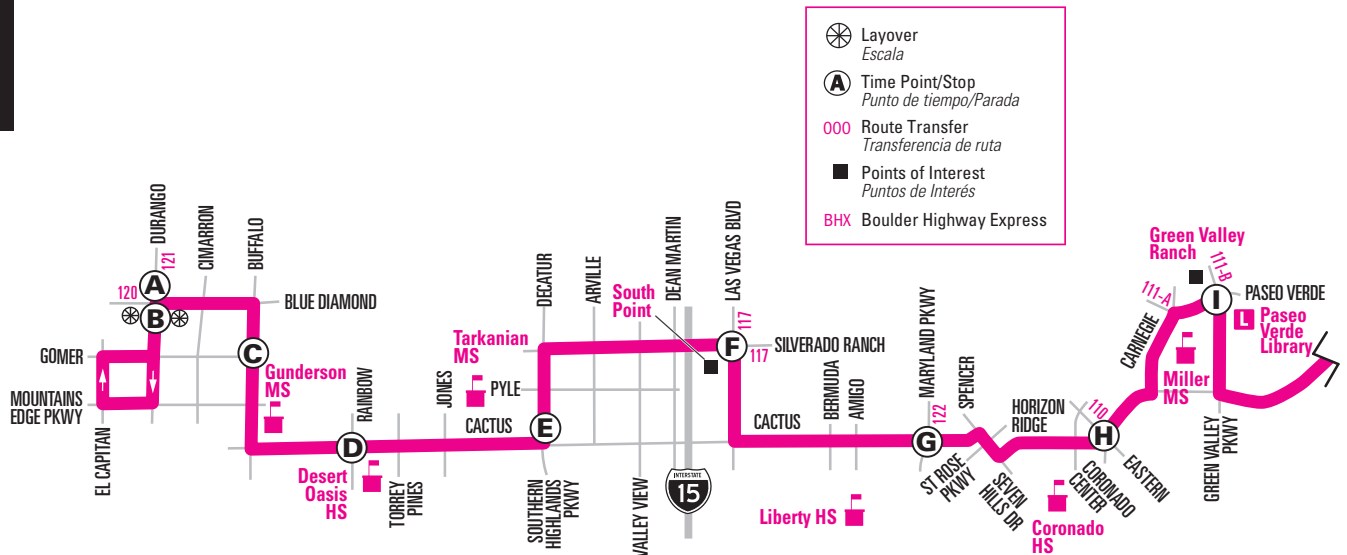 Layover
Escala
A Time Point/Stop
Punto de tiempo/Parada
000 Route Transfer
Transferencia de ruta
Points of Interest
Puntos de Interés
BHX Boulder Highway Express
DURANGO
121
120
A
B
CIMARRON
BUFFALO
BLUE DIAMOND
GOMER
MOUNTAINS
EDGE PKWY
EL CAPITAN
C
Gunderson
MS
RAINBOW
D
Desert
Oasis
HS
TORREY
PINES
JONES
Tarkanian
MS
PYLE
CACTUS
DECATUR
E
SOUTHERN
HIGHLANDS
PKWY
ARVILLE
VALLEY VIEW
DEAN MARTIN
South
Point
INTERSTATE
15
LAS VEGAS BLVD
117
F
117
SILVERADO RANCH
CACTUS
BERMUDA
AMIGO
Liberty HS
MARYLAND PKWY
122
G
SPENCER
ST ROSE
PKWY
HORIZON
RIDGE
SEVEN
HILLS DR
Coronado
HS
110
H
CORONADO
CENTER
EASTERN
CARNEGIE
111-A
Miller
MS
Green Valley
Ranch
111-B
I
PASEO VERDE
L Paseo
Verde
Library
GREEN VALLEY
PKWY